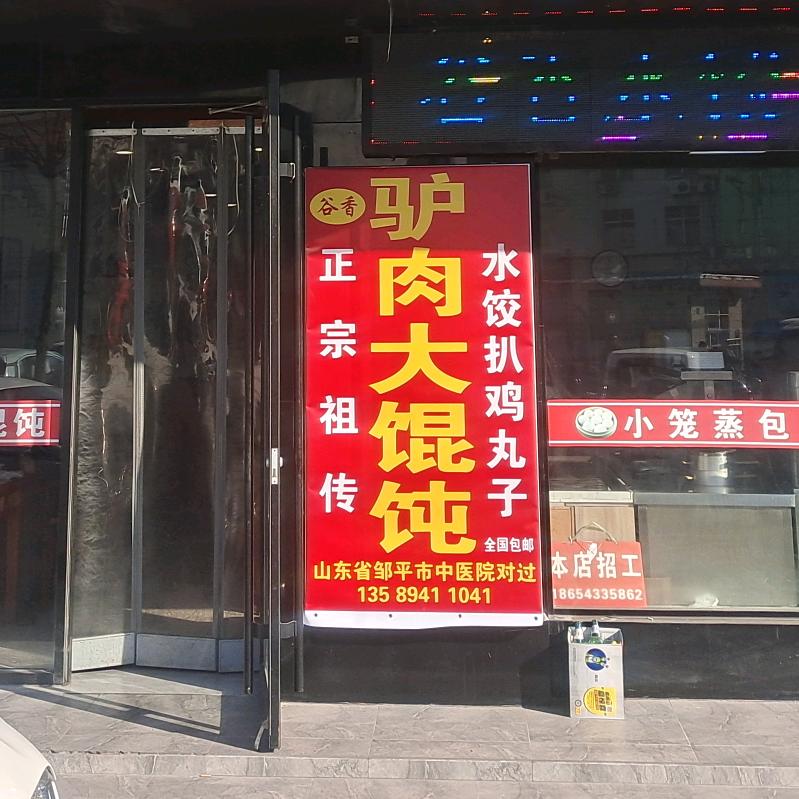 谷香
驴肉大馄饨
正宗祖传
水饺扒鸡丸子
全国包邮
山东省邹平市中医院对过
135 8941 1041
馄饨
小笼蒸包
本店招工
18654335862